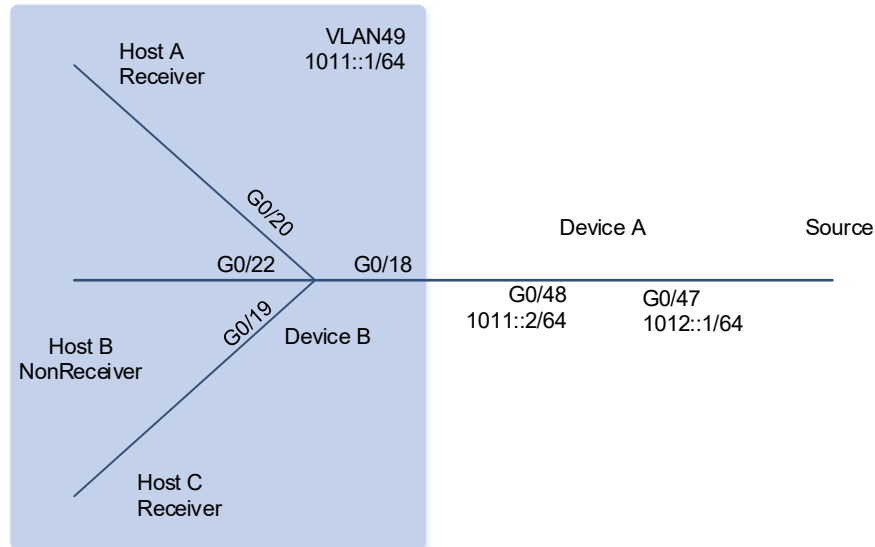 VLAN49
1011::1/64
Host A
Receiver
G0/20
Device A
Source
G0/22
G0/18
G0/48
1011::2/64
G0/47
1012::1/64
G0/19
Device B
Host B
NonReceiver
Host C
Receiver